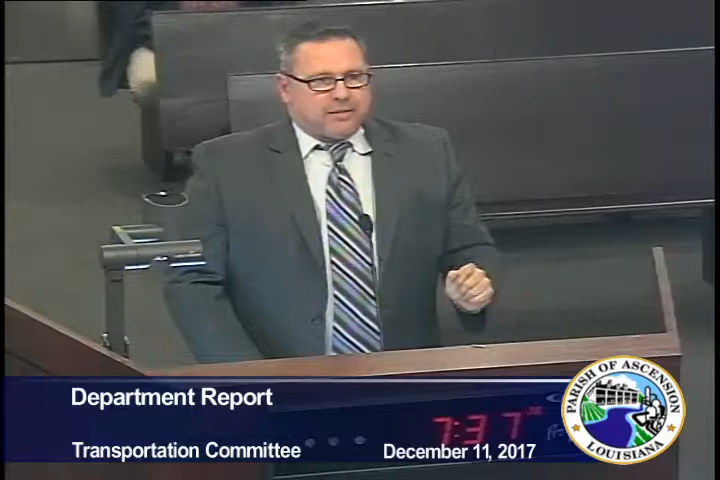 Department Report
Transportation Committee
December 11, 2017
7:37
PARISH OF ASCENSION
LOUISIANA